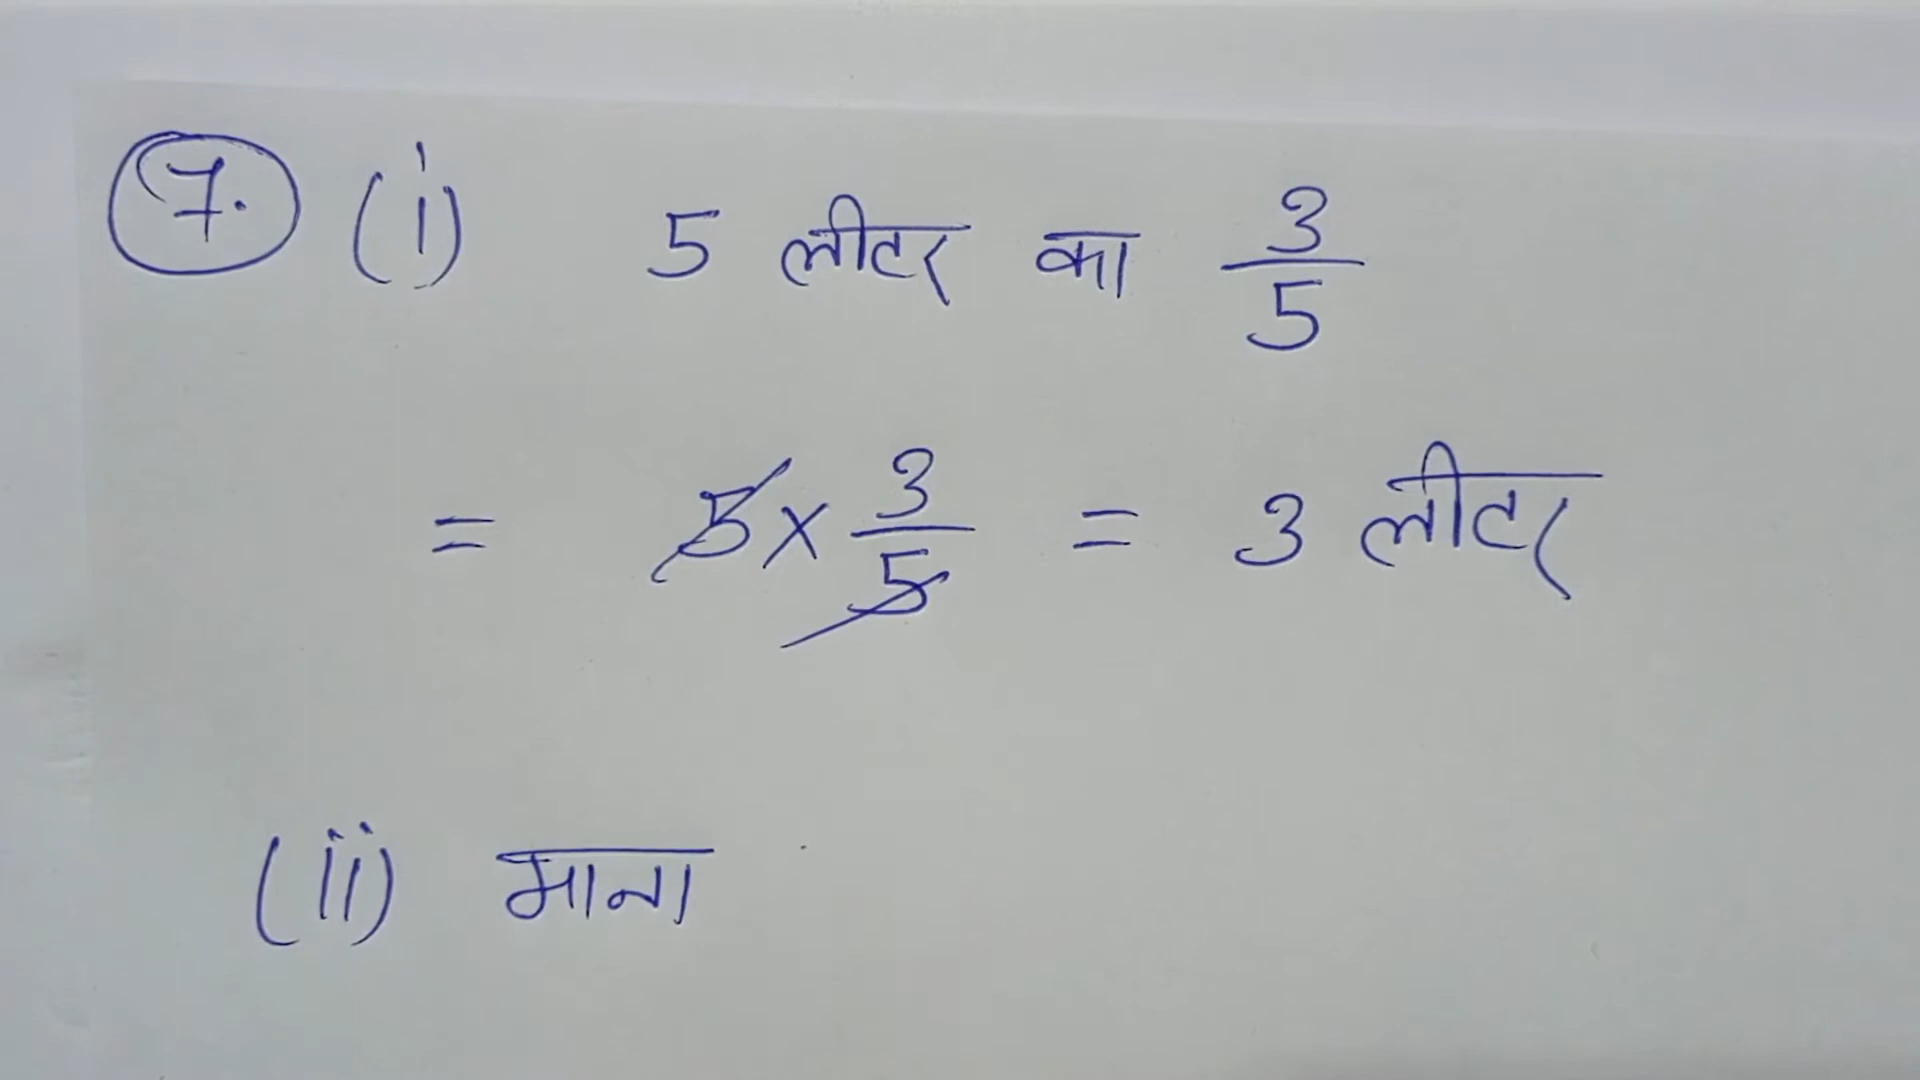 7. (i) 5 लीटर का 3/5
= 5 × 3/5 = 3 लीटर
(ii) माना